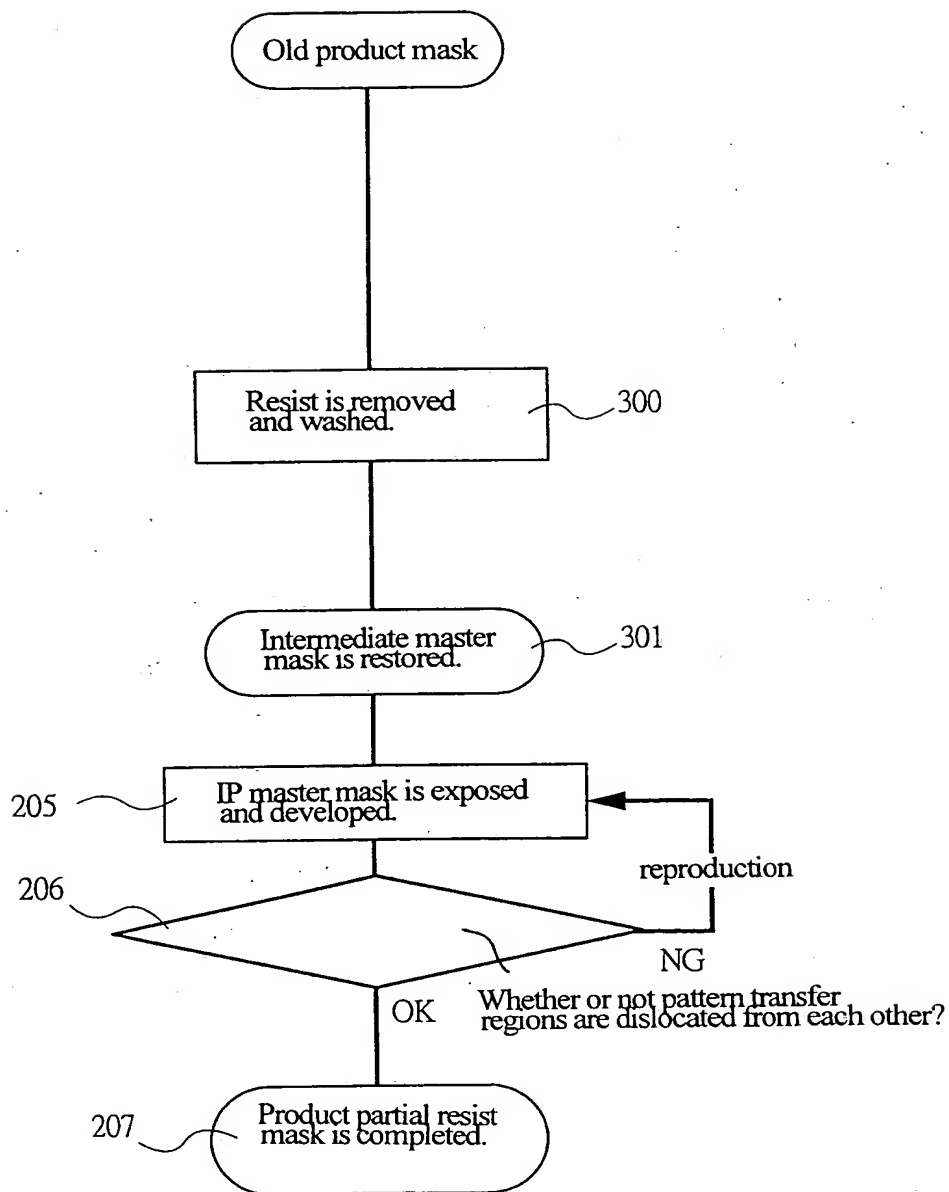 Old product mask
Resist is removed
and washed.
300
Intermediate master
mask is restored.
301
IP master mask is exposed
and developed.
205
reproduction
206
NG
Whether or not pattern transfer
regions are dislocated from each other?
OK
Product partial resist
mask is completed.
207